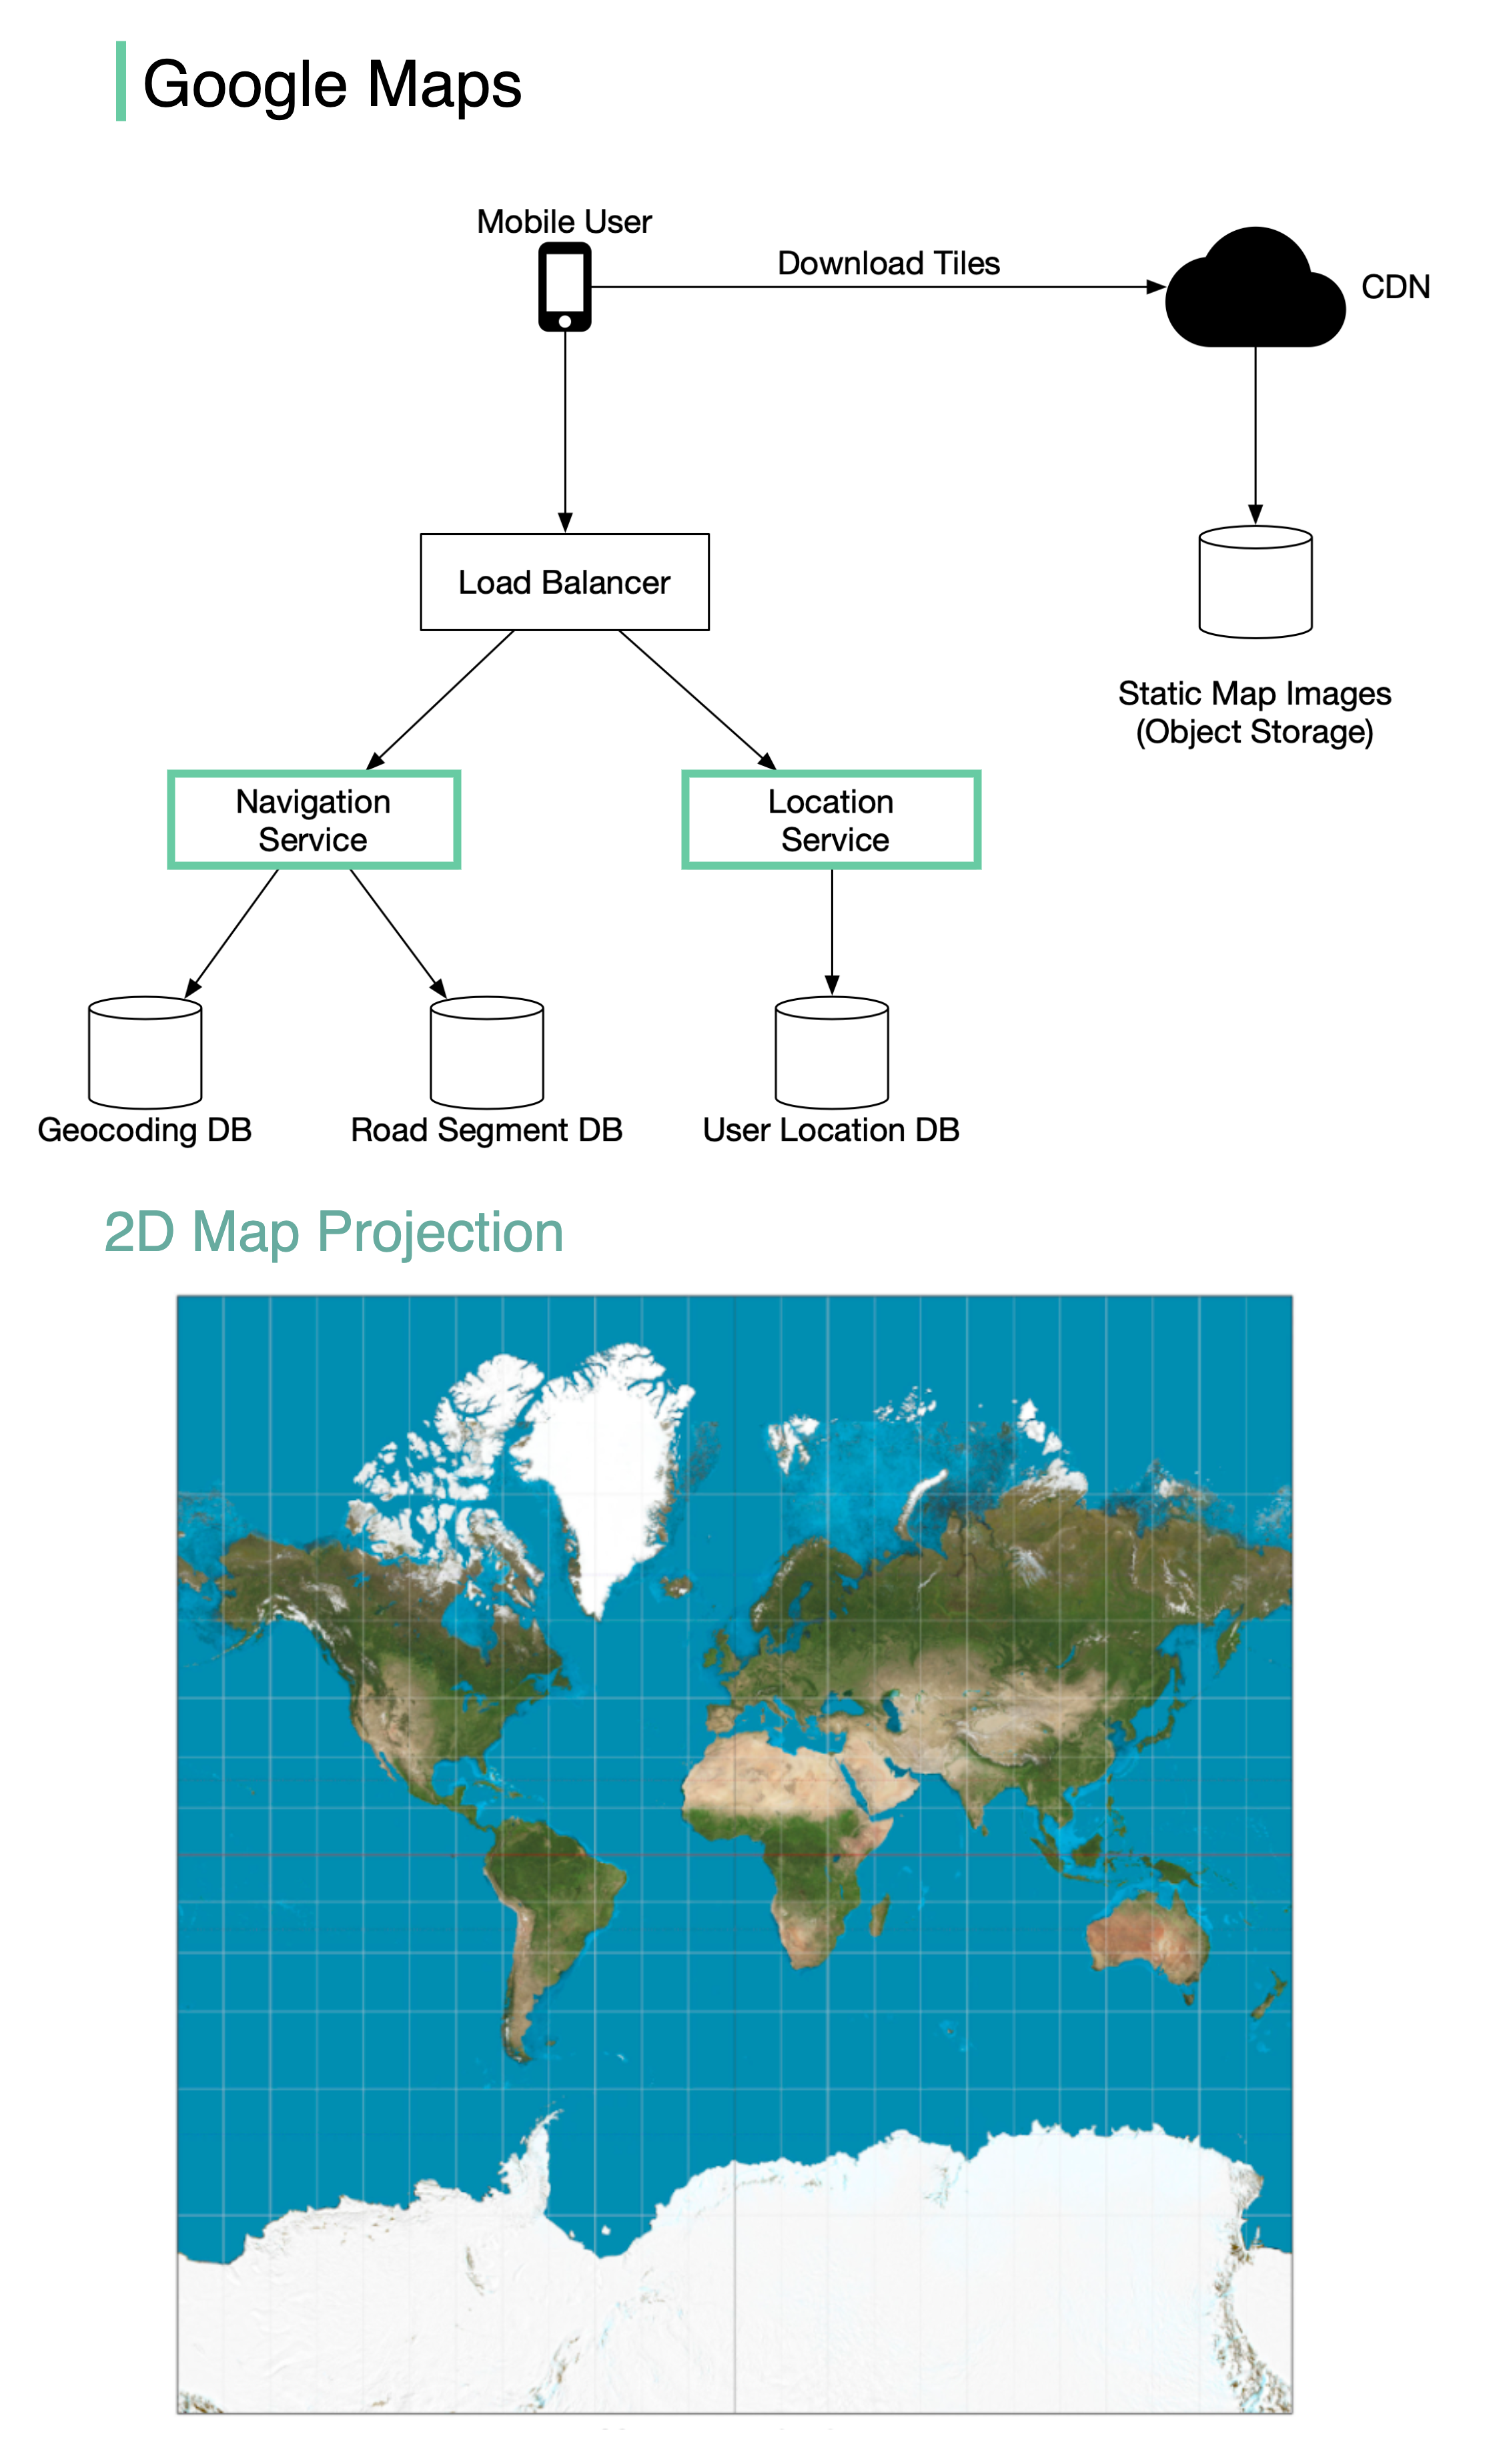 Google Maps
Mobile User
Download Tiles
CDN
Load Balancer
Static Map Images
(Object Storage)
Navigation
Service
Location
Service
Geocoding DB
Road Segment DB
User Location DB
2D Map Projection